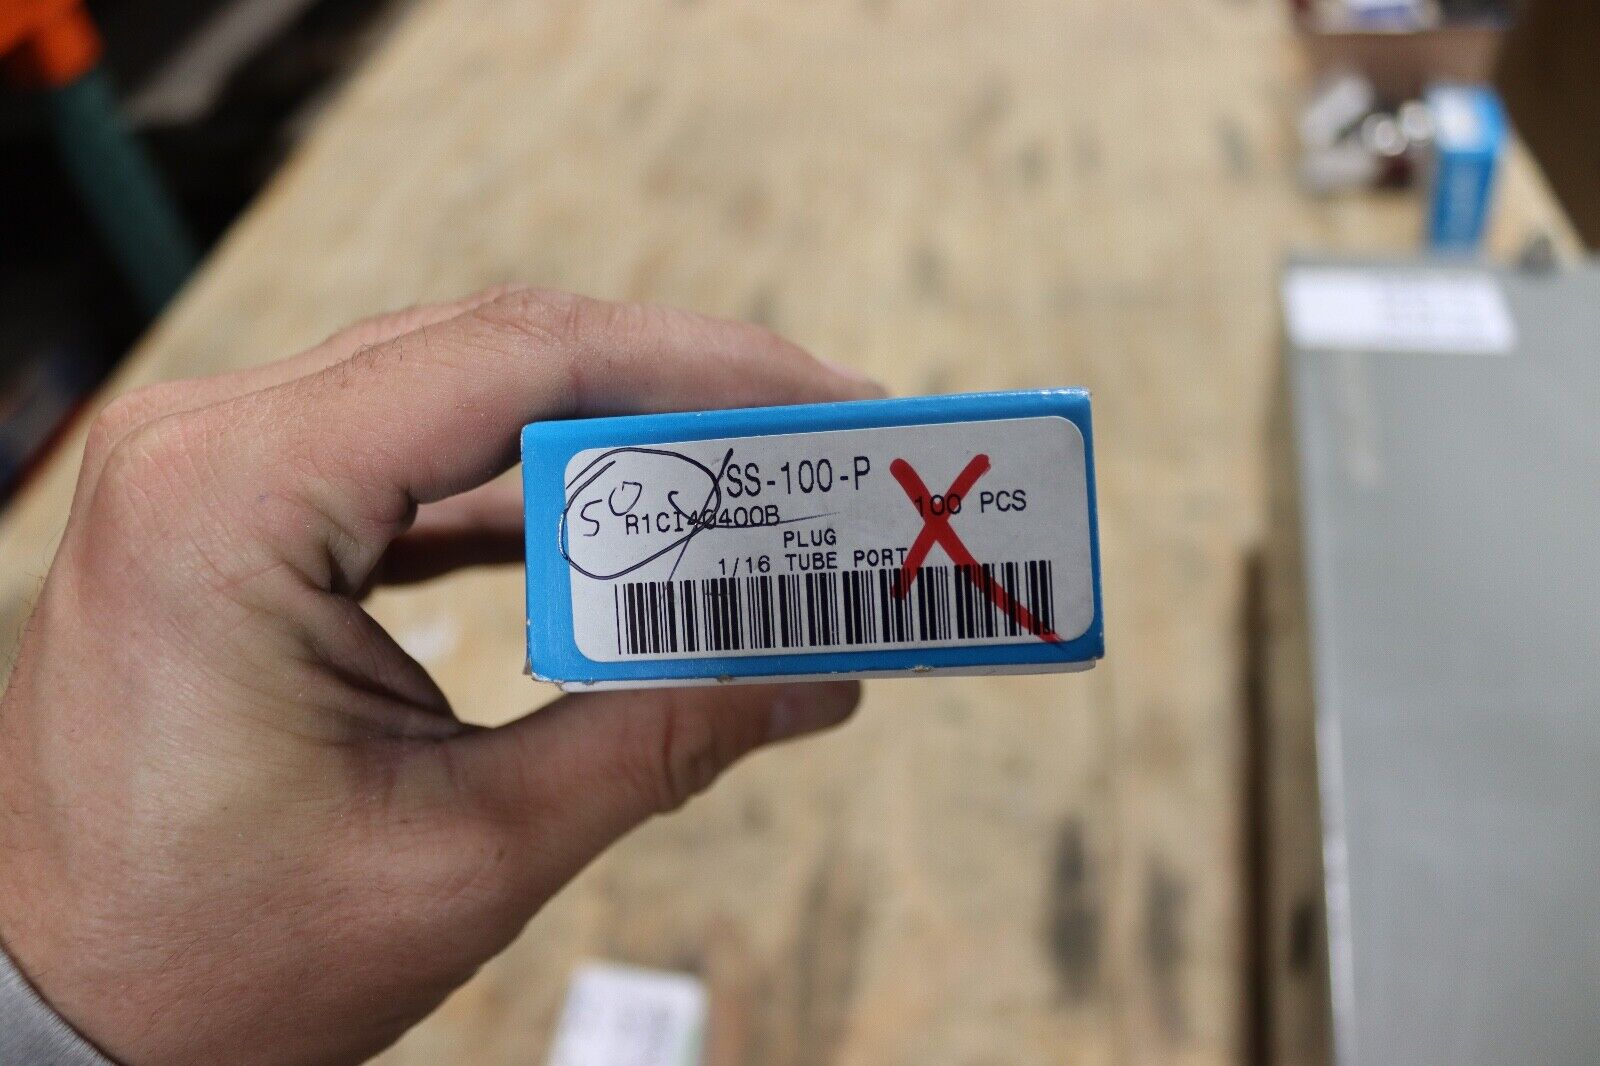 SS-100-P
50
R1CI40400B
100 PCS
PLUG
1/16 TUBE PORT